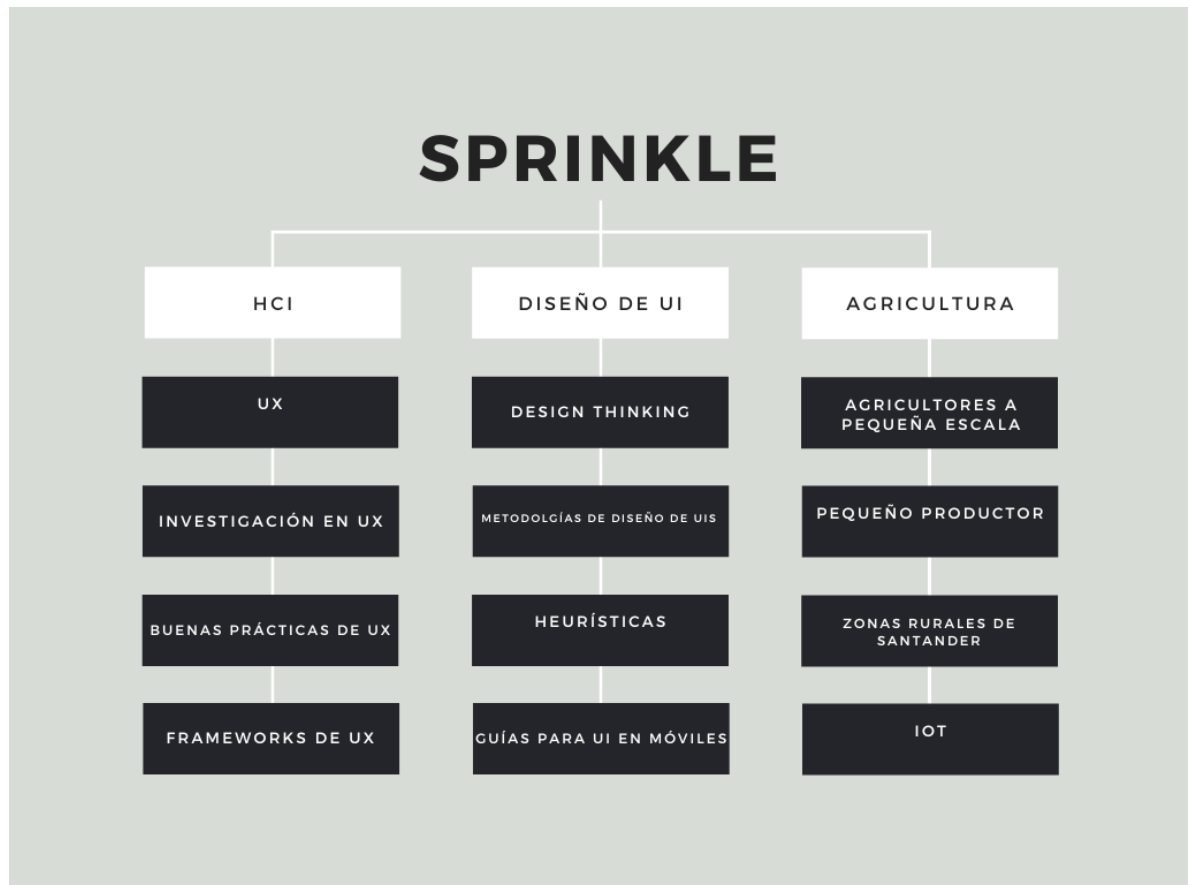 SPRINKLE
HCI
UX
INVESTIGACIÓN EN UX
BUENAS PRÁCTICAS DE UX
FRAMEWORKS DE UX
DISEÑO DE UI
DESIGN THINKING
METODOLGÍAS DE DISEÑO DE UIS
HEURÍSTICAS
GUÍAS PARA UI EN MÓVILES
AGRICULTURA
AGRICULTORES A
PEQUEÑA ESCALA
PEQUEÑO PRODUCTOR
ZONAS RURALES DE
SANTANDER
IOT